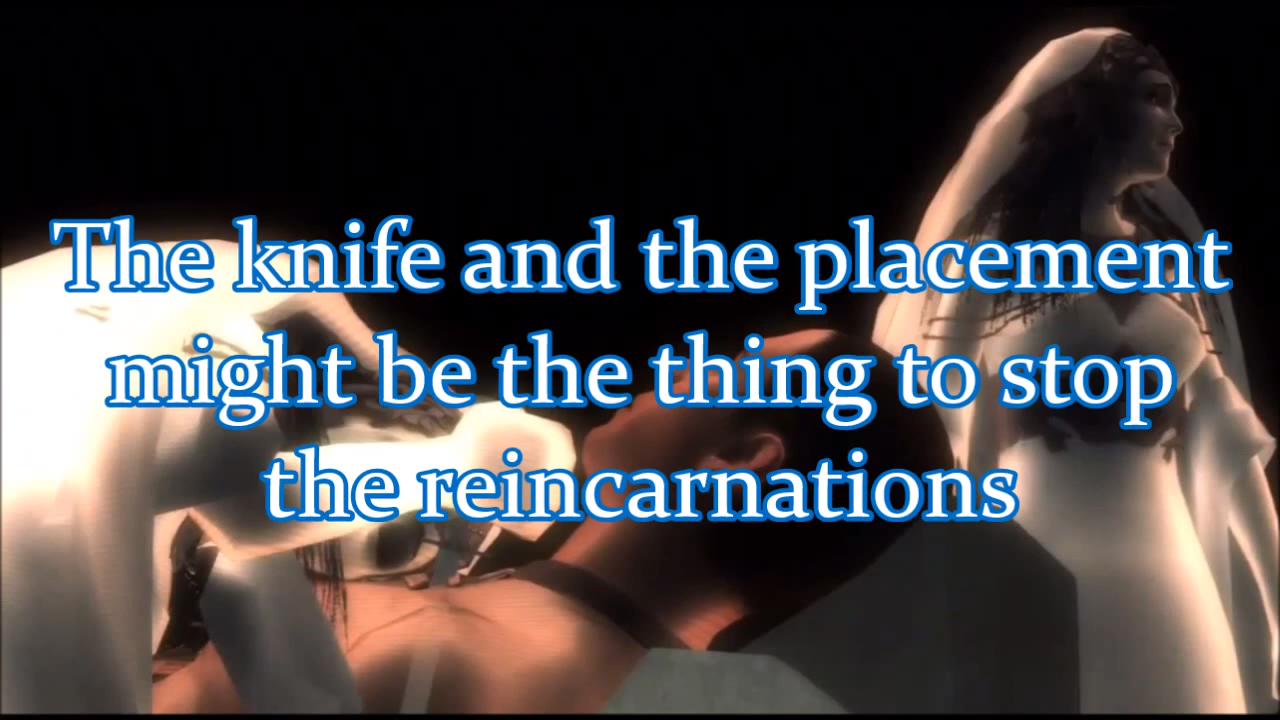 The knife and the placement
might be the thing to stop
the reincarnations